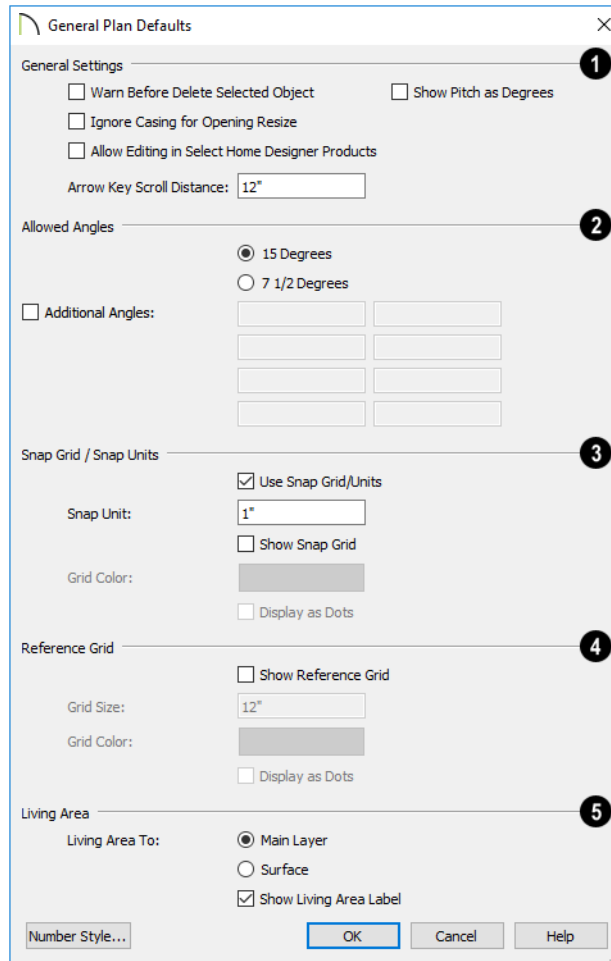 General Plan Defaults
General Settings 1
Warn Before Delete Selected Object Show Pitch as Degrees
Ignore Casing for Opening Resize
Allow Editing in Select Home Designer Products
Arrow Key Scroll Distance: 12"
Allowed Angles 2
15 Degrees
7 1/2 Degrees
Additional Angles:
Snap Grid / Snap Units 3
Use Snap Grid/Units
Snap Unit: 1"
Show Snap Grid
Grid Color:
Display as Dots
Reference Grid 4
Show Reference Grid
Grid Size: 12"
Grid Color:
Display as Dots
Living Area 5
Living Area To: Main Layer
Surface
Show Living Area Label
Number Style... OK Cancel Help